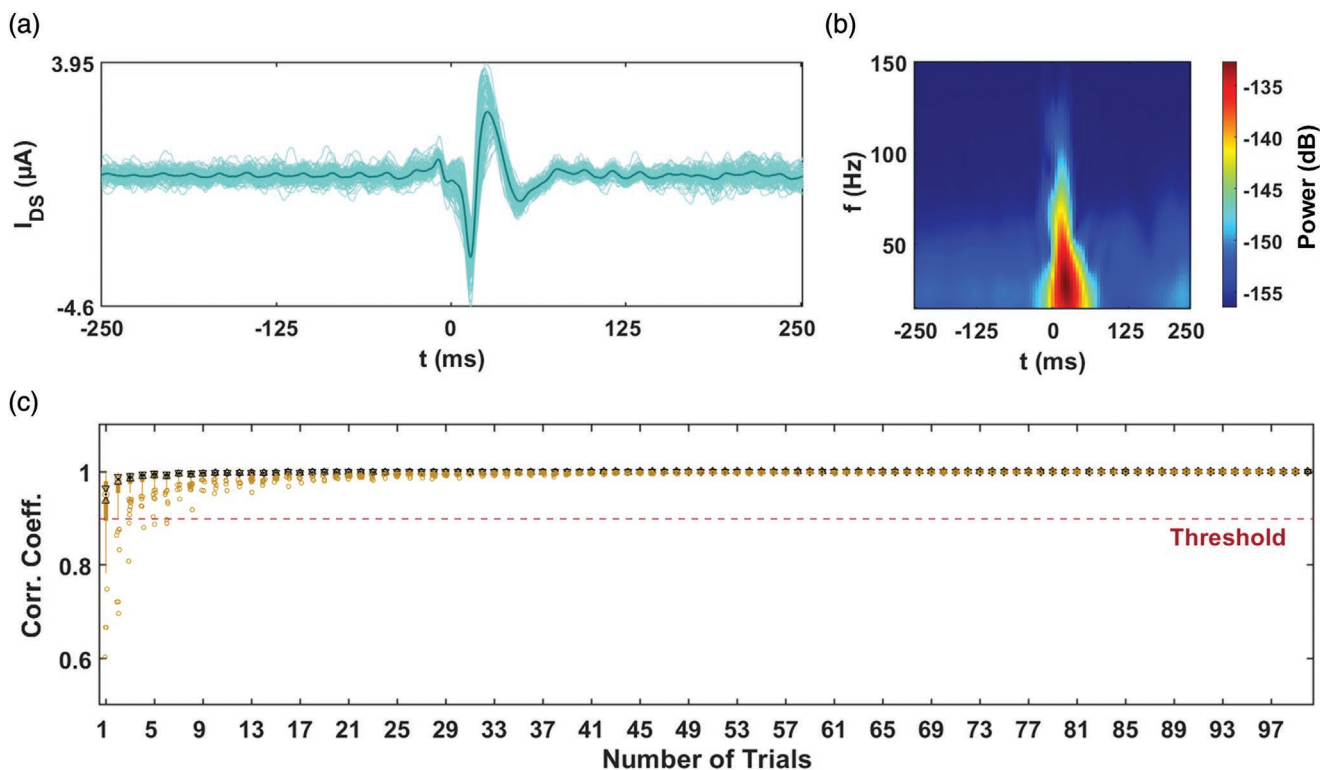 (a)
3.95
I_DS (µA)
-4.6
-250 -125 0 125 250
t (ms)
(b)
150
100
50
f (Hz)
-250 -125 0 125 250
t (ms)
-135
-140
-145
-150
-155
Power (dB)
(c)
1
0.8
0.6
Corr. Coeff.
Threshold
1 5 9 13 17 21 25 29 33 37 41 45 49 53 57 61 65 69 73 77 81 85 89 93 97
Number of Trials